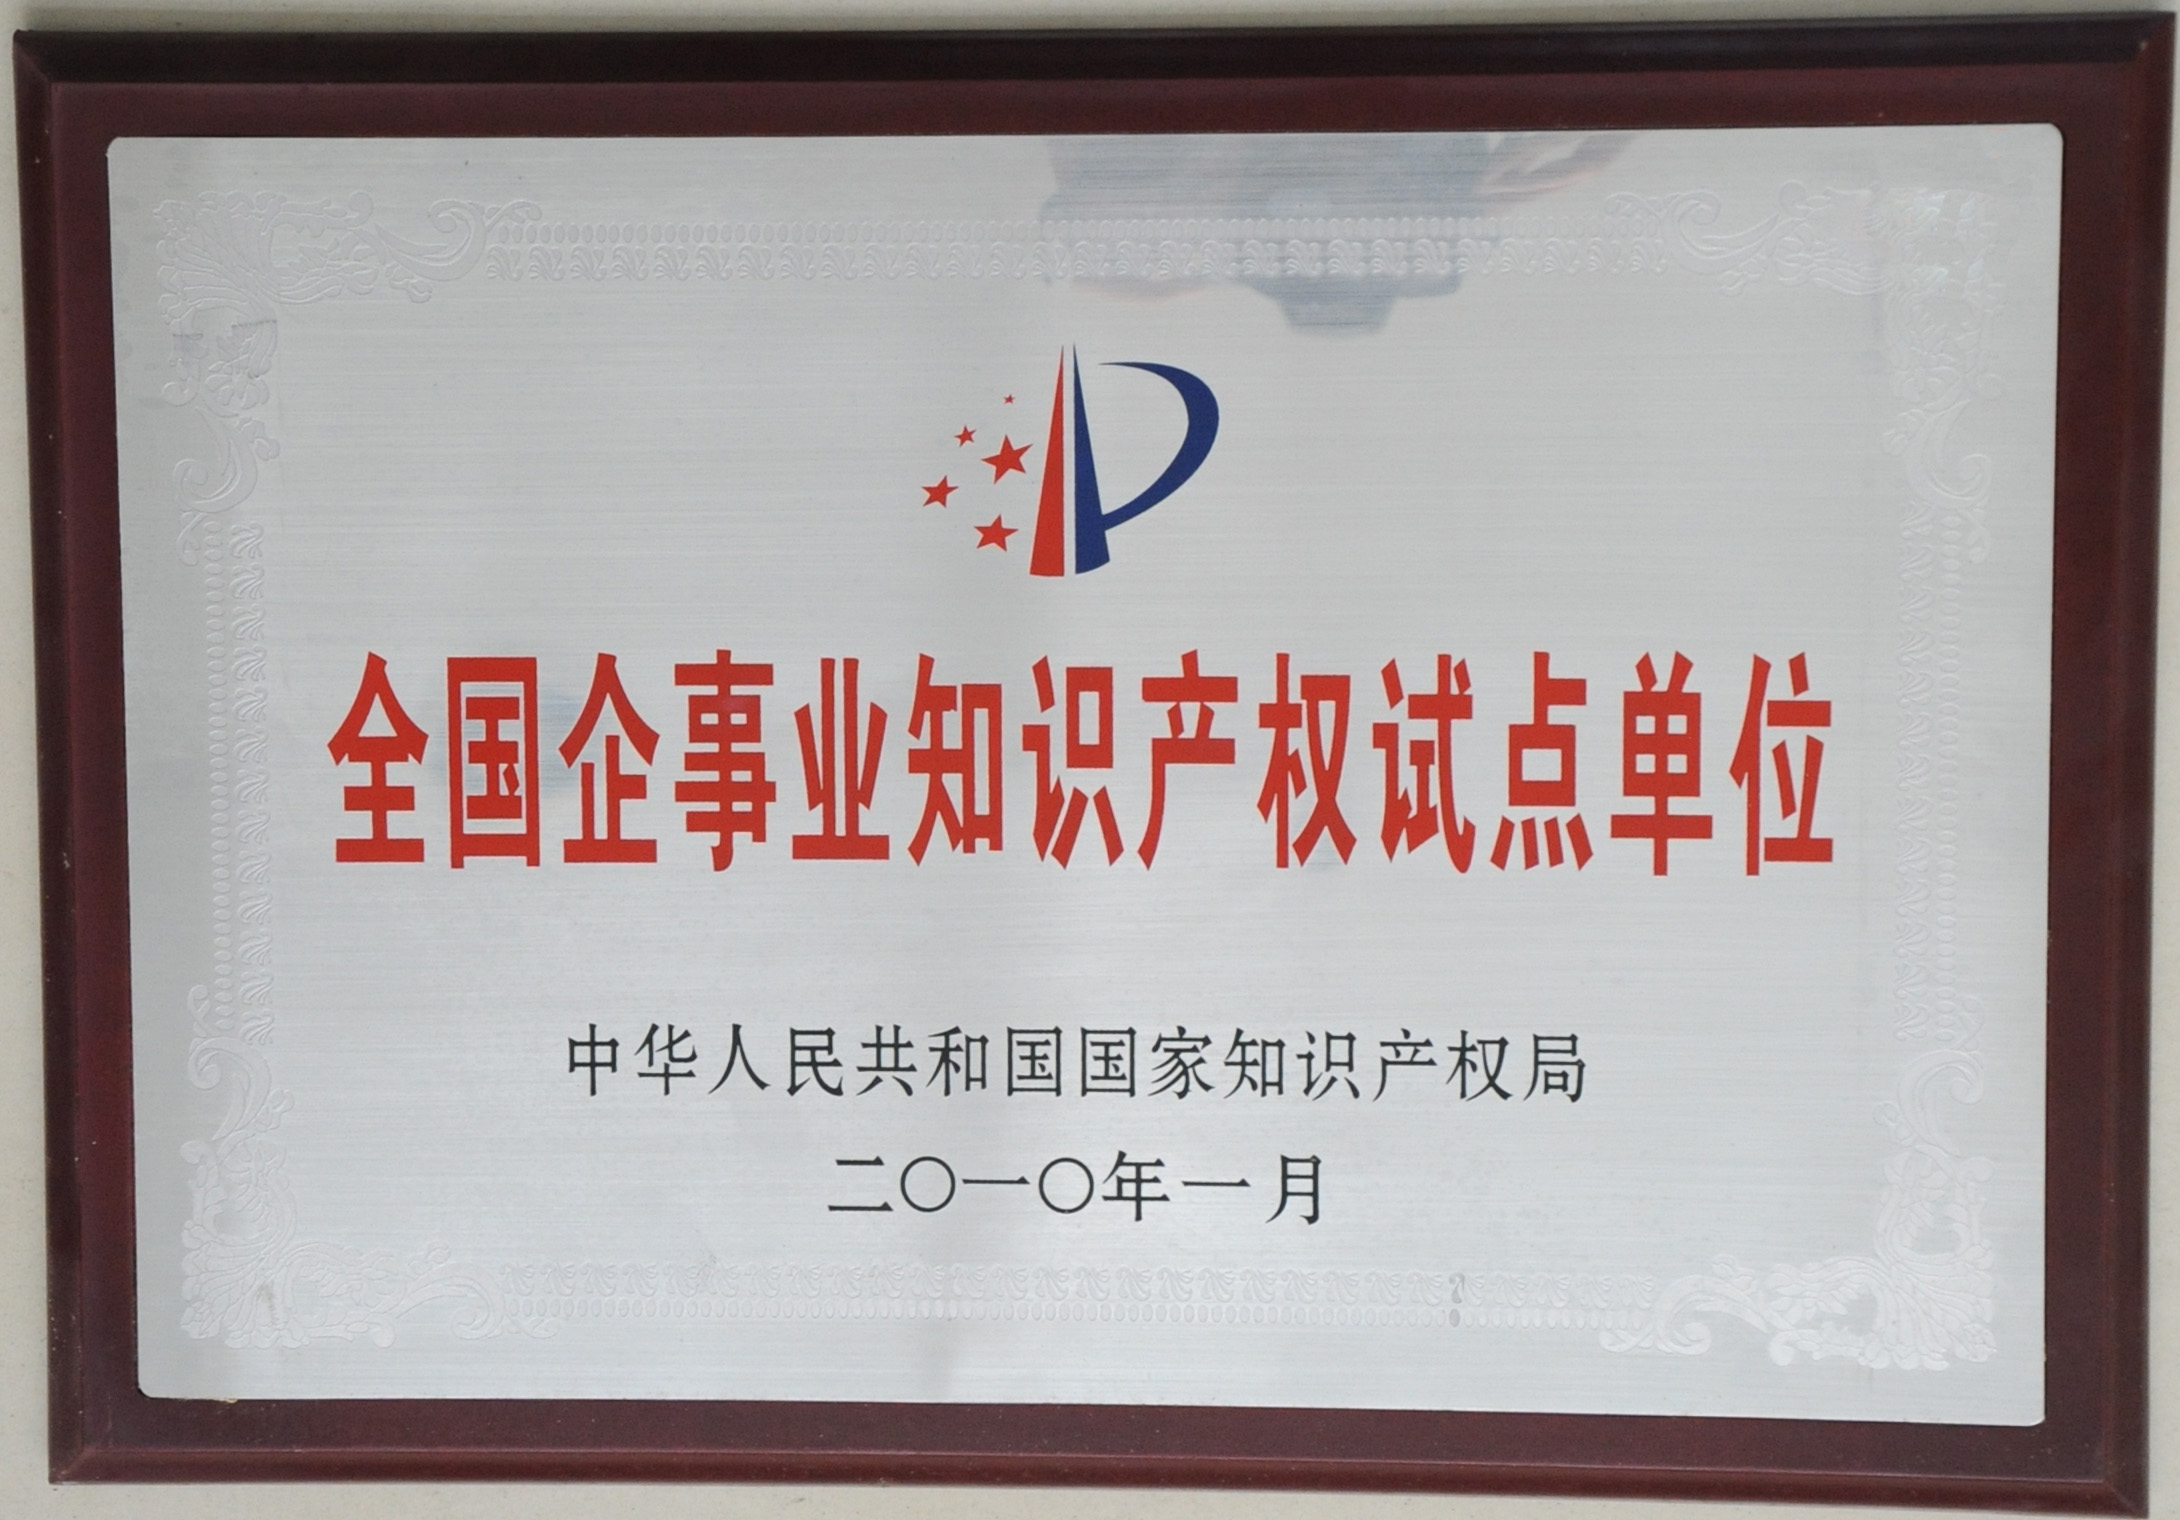 全国企事业知识产权试点单位
中华人民共和国国家知识产权局
二〇一〇年一月